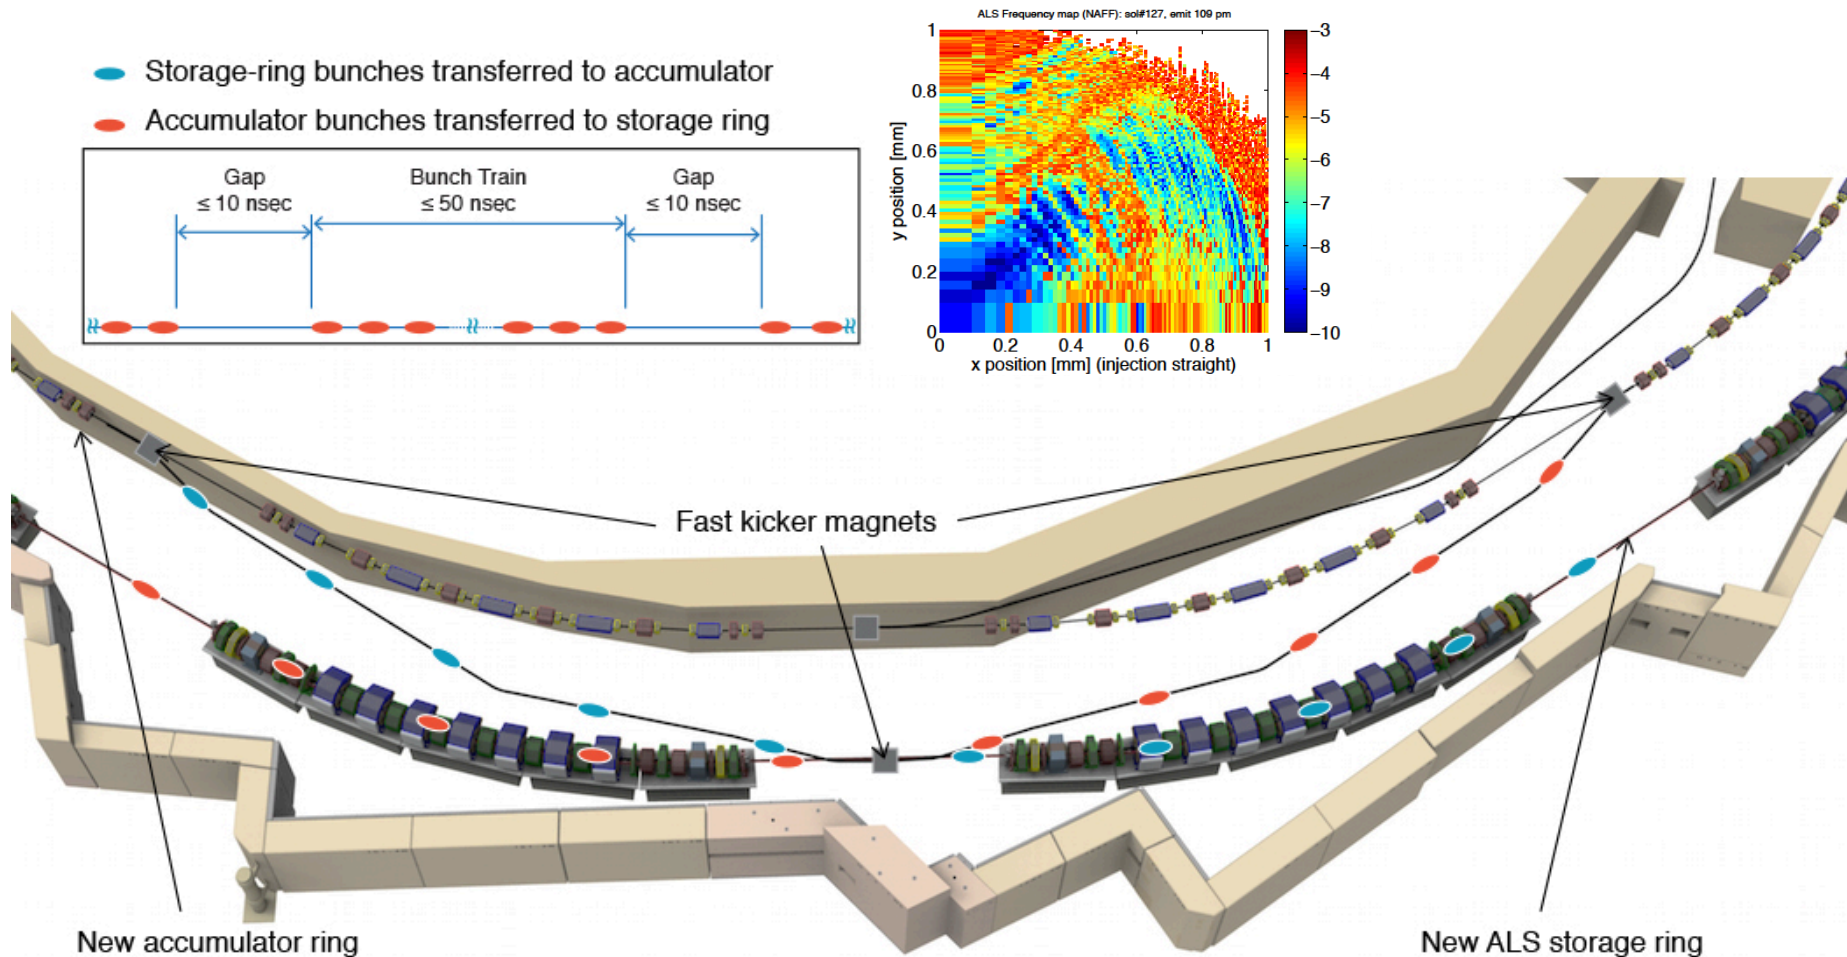 ALS Frequency map (NAFF): sol#127, emit 109 pm
Storage-ring bunches transferred to accumulator
Accumulator bunches transferred to storage ring
Gap
≤ 10 nsec
Bunch Train
≤ 50 nsec
Gap
≤ 10 nsec
y position [mm]
1
0.8
0.6
0.4
0.2
0
0
0.2
0.4
0.6
0.8
1
x position [mm] (injection straight)
−3
−4
−5
−6
−7
−8
−9
−10
Fast kicker magnets
New accumulator ring
New ALS storage ring